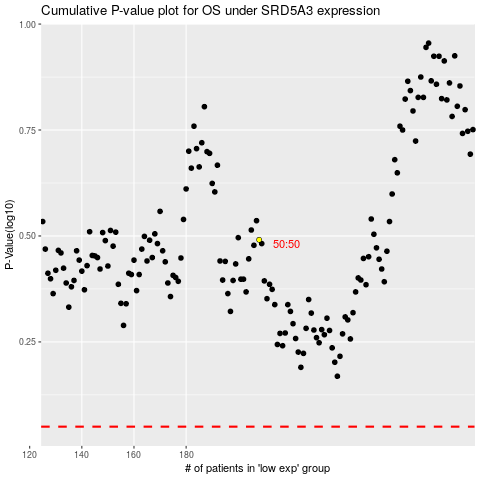 Cumulative P-value plot for OS under SRD5A3 expression
1.00
0.75
0.50
0.25
P-Value(log10)
50:50
120 140 160 180
# of patients in 'low exp' group